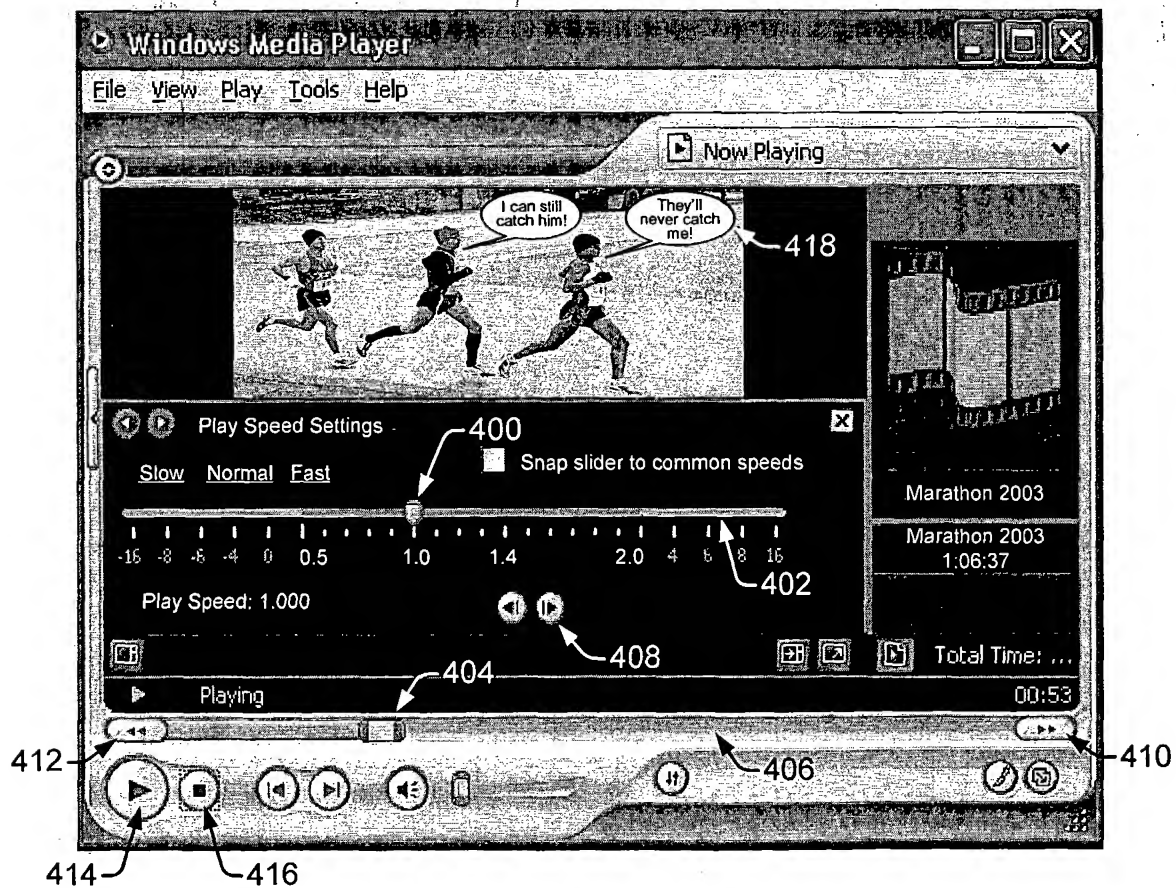 Windows Media Player
File View Play Tools Help
Now Playing
I can still
catch him!
They'll
never catch
me!
418
Play Speed Settings
400
Snap slider to common speeds
Slow Normal Fast
-16 -8 -6 -4 0 0.5 1.0 1.4 2.0 4 6 8 16
402
Play Speed: 1.000
408
Marathon 2003
Marathon 2003
1:06:37
Total Time: ...
404
Playing
00:53
412
406
410
414
416